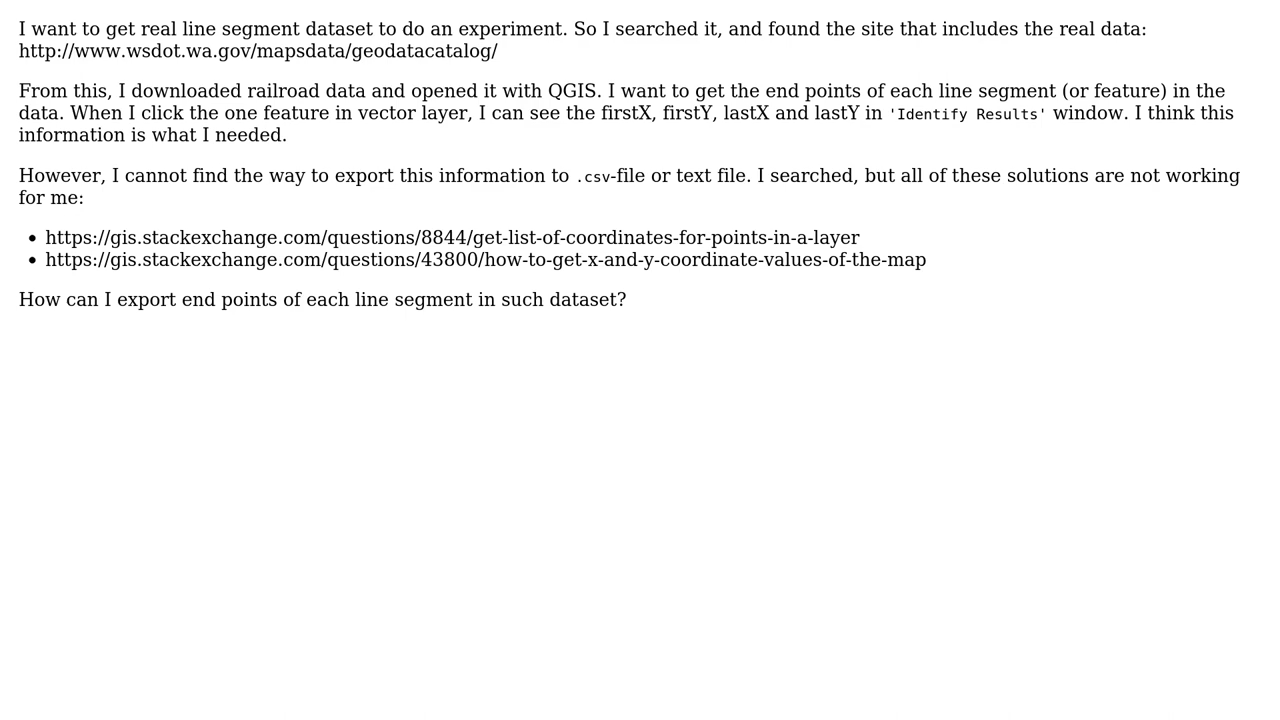 I want to get real line segment dataset to do an experiment. So I searched it, and found the site that includes the real data:
http://www.wsdot.wa.gov/mapsdata/geodatacatalog/
From this, I downloaded railroad data and opened it with QGIS. I want to get the end points of each line segment (or feature) in the
data. When I click the one feature in vector layer, I can see the firstX, firstY, lastX and lastY in 'Identify Results' window. I think this
information is what I needed.
However, I cannot find the way to export this information to .csv-file or text file. I searched, but all of these solutions are not working
for me:
• https://gis.stackexchange.com/questions/8844/get-list-of-coordinates-for-points-in-a-layer
• https://gis.stackexchange.com/questions/43800/how-to-get-x-and-y-coordinate-values-of-the-map
How can I export end points of each line segment in such dataset?